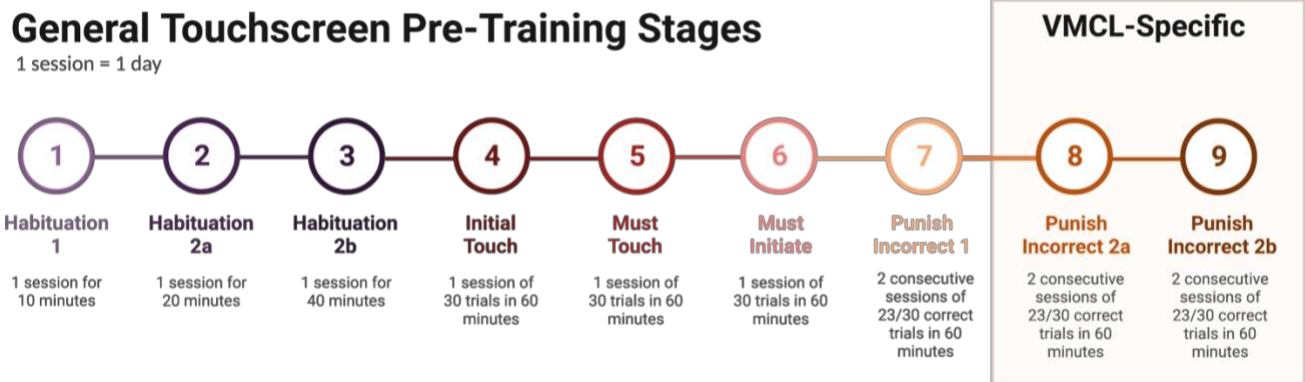 General Touchscreen Pre-Training Stages
1 session = 1 day
VMCL-Specific
1
2
3
4
5
6
7
8
9
Habituation
1
Habituation
2a
Habituation
2b
Initial
Touch
Must
Touch
Must
Initiate
Punish
Incorrect 1
Punish
Incorrect 2a
Punish
Incorrect 2b
1 session for
10 minutes
1 session for
20 minutes
1 session for
40 minutes
1 session of
30 trials in 60
minutes
1 session of
30 trials in 60
minutes
1 session of
30 trials in 60
minutes
2 consecutive
sessions of
23/30 correct
trials in 60
minutes
2 consecutive
sessions of
23/30 correct
trials in 60
minutes
2 consecutive
sessions of
23/30 correct
trials in 60
minutes